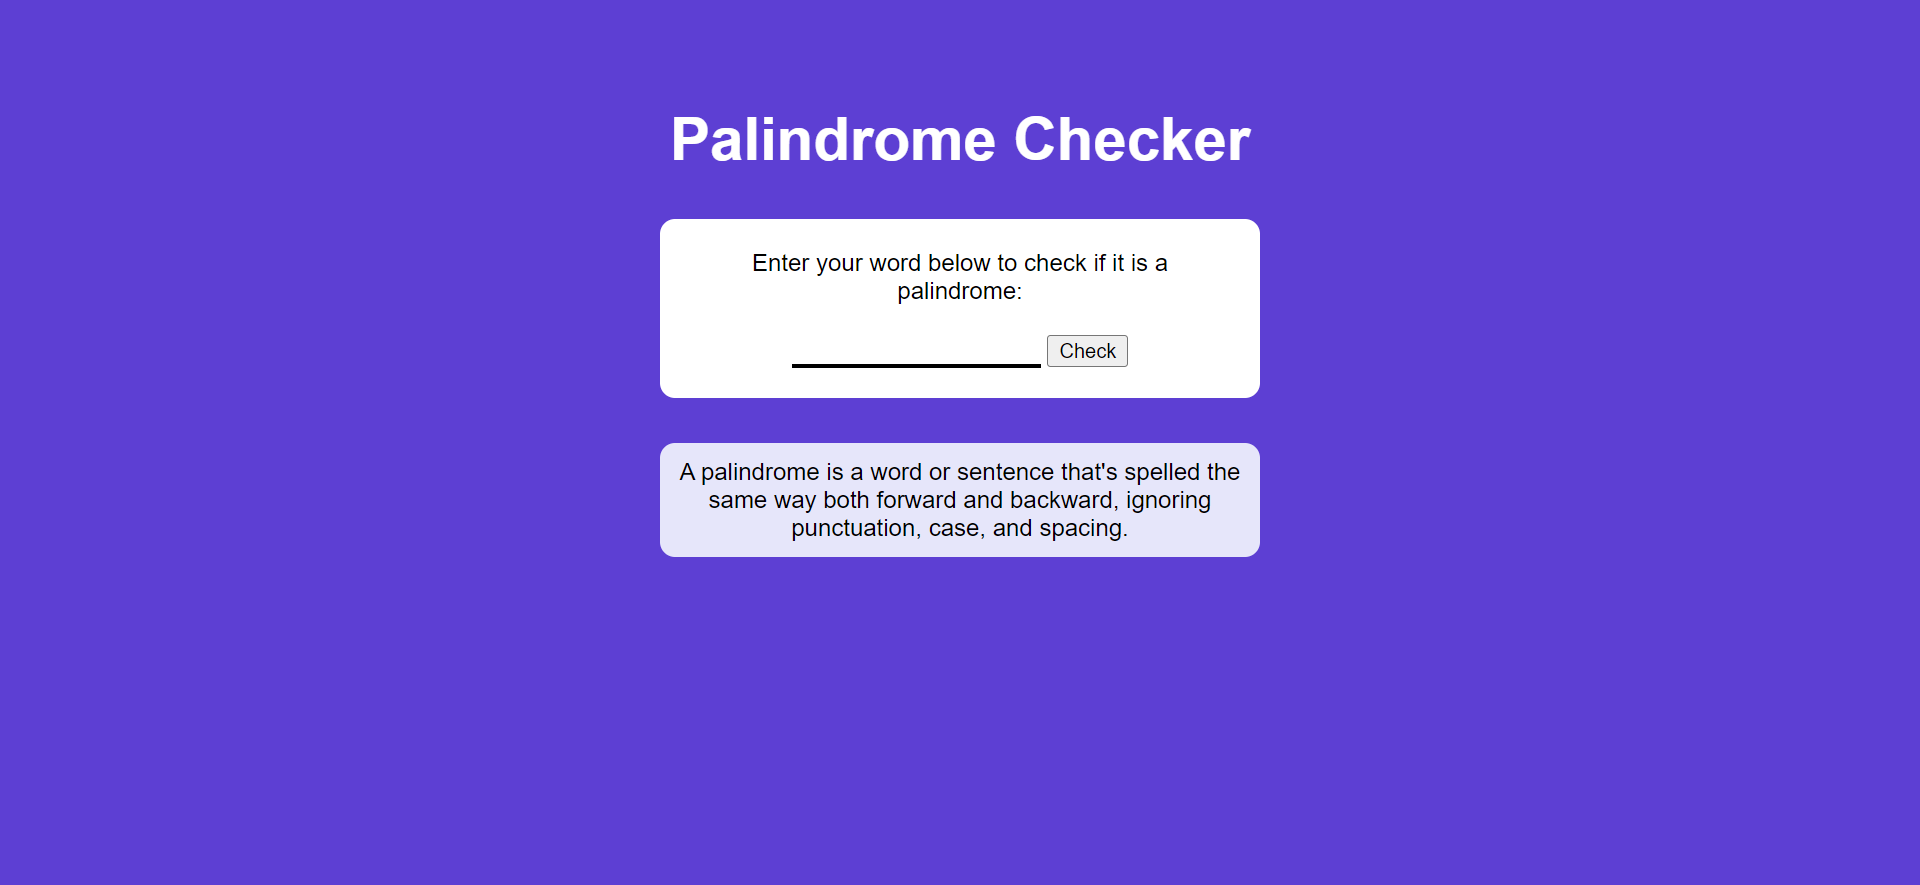 Palindrome Checker
Enter your word below to check if it is a
palindrome:
Check
A palindrome is a word or sentence that's spelled the
same way both forward and backward, ignoring
punctuation, case, and spacing.